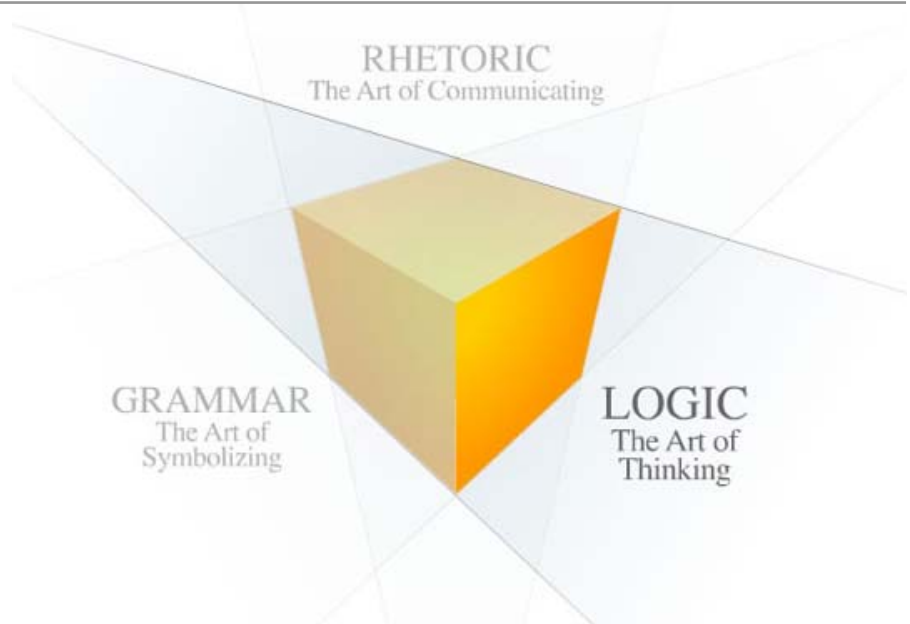 RHETORIC
The Art of Communicating
GRAMMAR
The Art of
Symbolizing
LOGIC
The Art of
Thinking